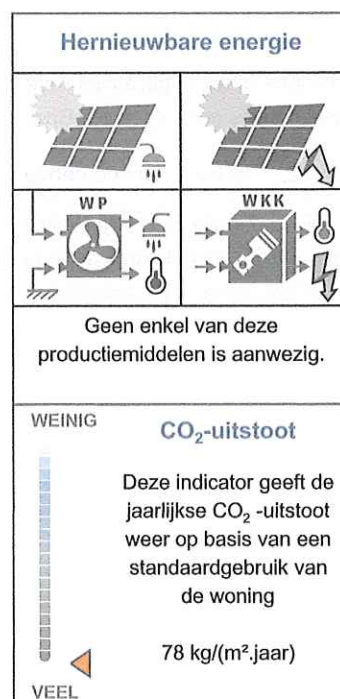 Hernieuwbare energie
WP
WKK
Geen enkel van deze
productiemiddelen is aanwezig.
WEINIG
CO₂-uitstoot
Deze indicator geeft de
jaarlijkse CO₂ -uitstoot
weer op basis van een
standaardgebruik van
de woning
78 kg/(m².jaar)
VEEL